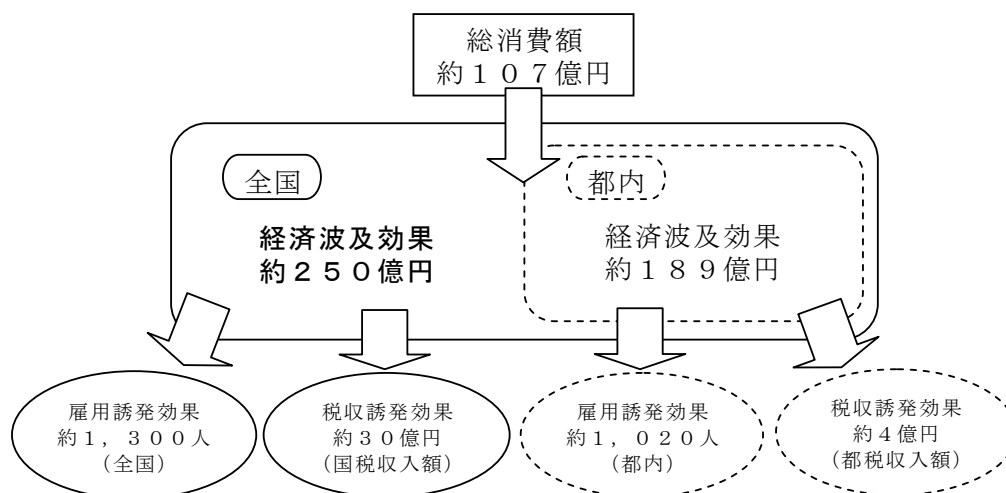 総消費額
約１０７億円
全国
経済波及効果
約２５０億円
都内
経済波及効果
約１８９億円
雇用誘発効果
約１，３００人
（全国）
税収誘発効果
約３０億円
（国税収入額）
雇用誘発効果
約１，０２０人
（都内）
税収誘発効果
約４億円
（都税収入額）